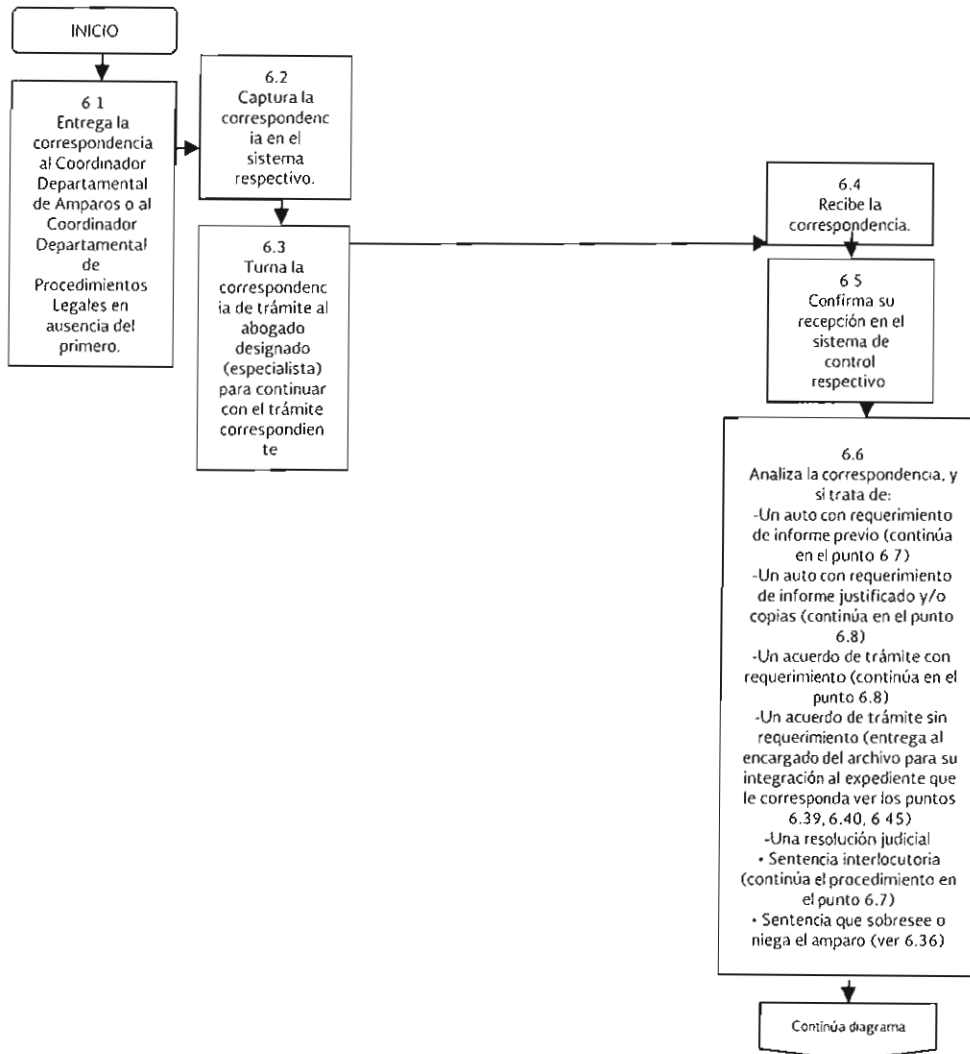 INICIO
6 1
Entrega la
correspondencia
al Coordinador
Departamental
de Amparos o al
Coordinador
Departamental
de
Procedimientos
Legales en
ausencia del
primero.
6.2
Captura la
correspondenc
ia en el
sistema
respectivo.
6.3
Turna la
correspondenc
ia de trámite al
abogado
designado
(especialista)
para continuar
con el trámite
correspondien
te
6.4
Recibe la
correspondencia.
6 5
Confirma su
recepción en el
sistema de
control
respectivo
6.6
Analiza la correspondencia, y
si trata de:
-Un auto con requerimiento
de informe previo (continúa
en el punto 6 7)
-Un auto con requerimiento
de informe justificado y/o
copias (continúa en el punto
6.8)
-Un acuerdo de trámite con
requerimiento (continúa en el
punto 6.8)
-Un acuerdo de trámite sin
requerimiento (entrega al
encargado del archivo para su
integración al expediente que
le corresponda ver los puntos
6.39, 6.40, 6 45)
-Una resolución judicial
• Sentencia interlocutoria
(continúa el procedimiento en
el punto 6.7)
• Sentencia que sobresee o
niega el amparo (ver 6.36)
Continúa diagrama